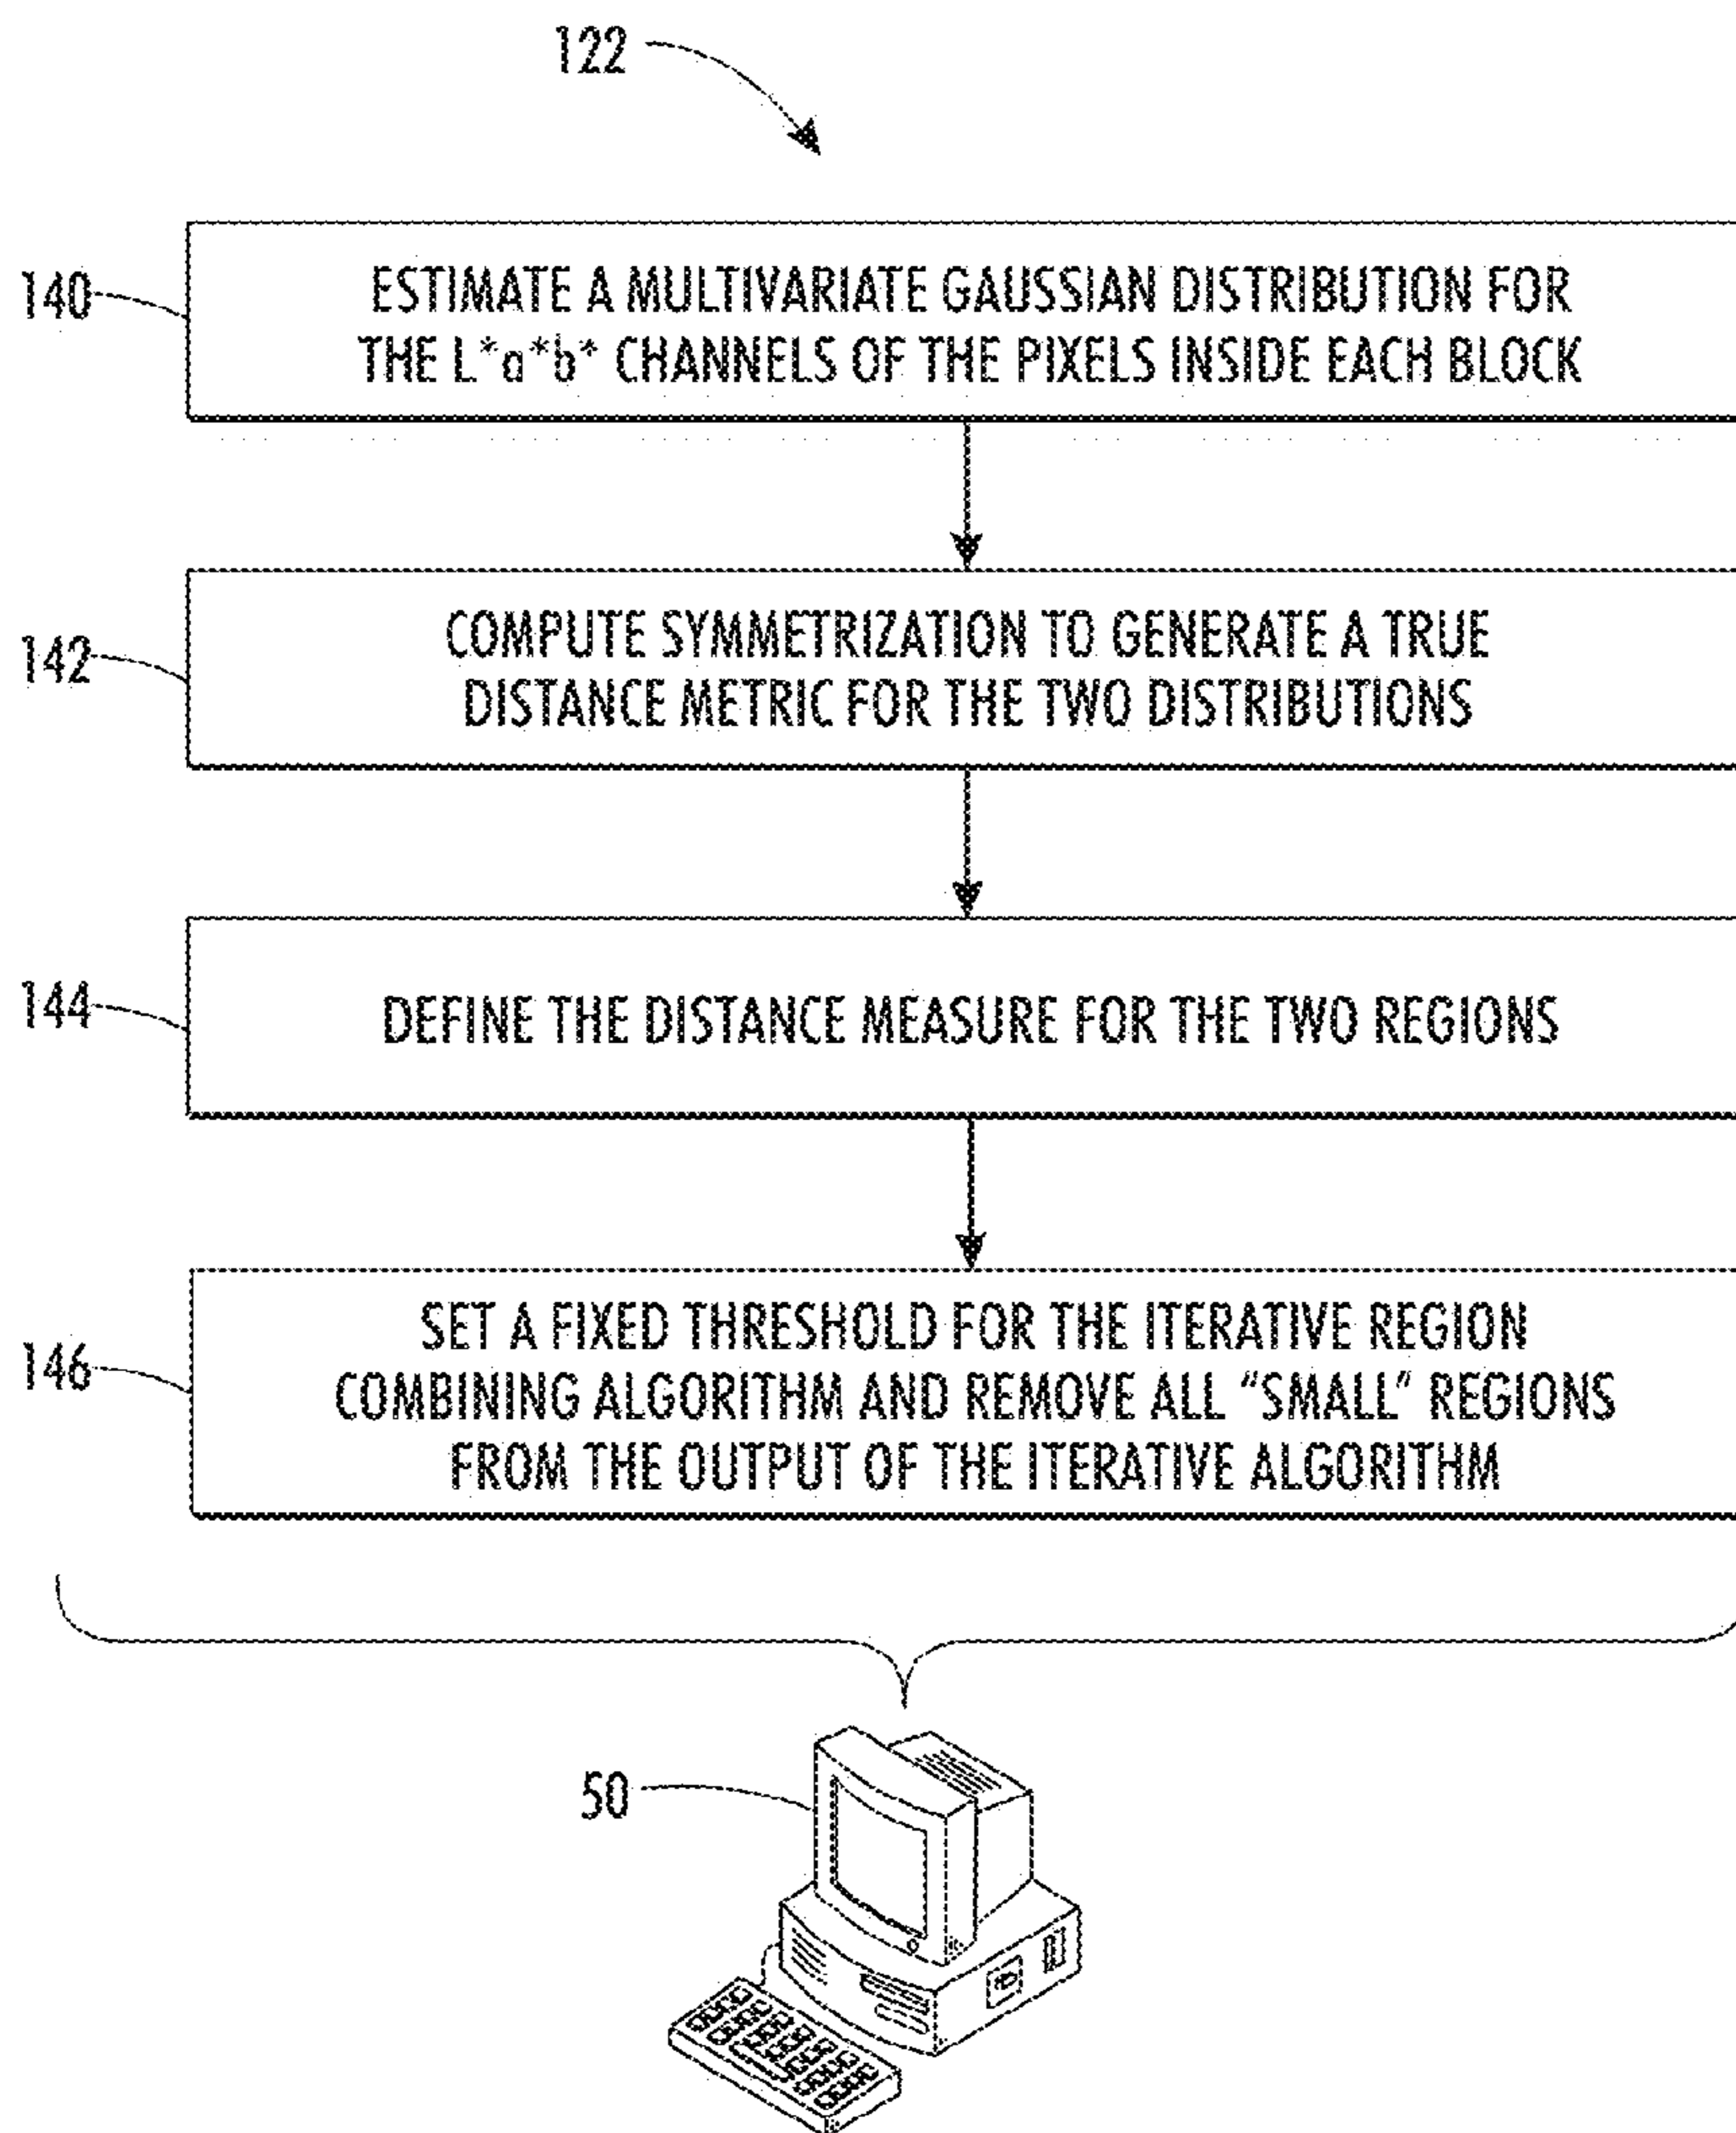 122
140
ESTIMATE A MULTIVARIATE GAUSSIAN DISTRIBUTION FOR
THE L*a*b* CHANNELS OF THE PIXELS INSIDE EACH BLOCK
142
COMPUTE SYMMETRIZATION TO GENERATE A TRUE
DISTANCE METRIC FOR THE TWO DISTRIBUTIONS
144
DEFINE THE DISTANCE MEASURE FOR THE TWO REGIONS
146
SET A FIXED THRESHOLD FOR THE ITERATIVE REGION
COMBINING ALGORITHM AND REMOVE ALL "SMALL" REGIONS
FROM THE OUTPUT OF THE ITERATIVE ALGORITHM
50